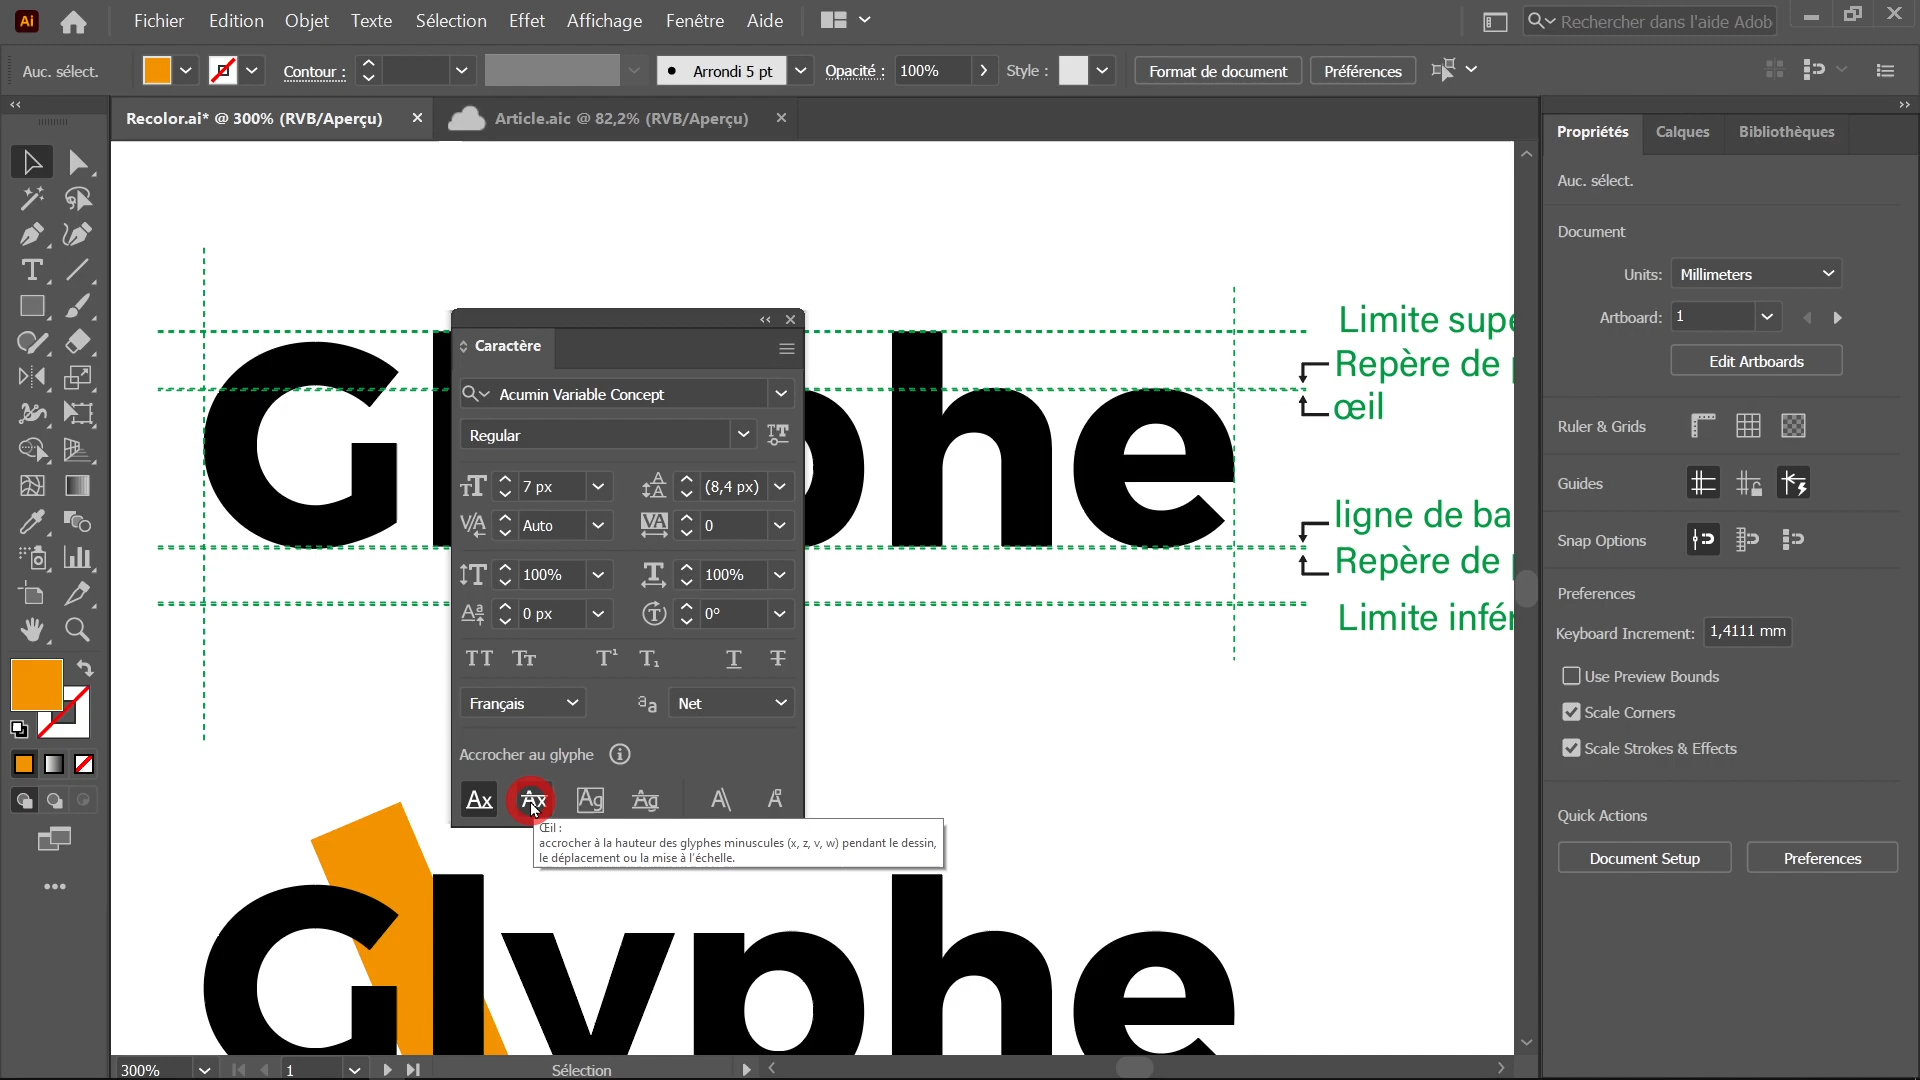 Ai
Fichier Edition Objet Texte Sélection Effet Affichage Fenêtre Aide
Rechercher dans l'aide Adob
Auc. sélect.
Contour :
Arrondi 5 pt
Opacité : 100%
Style :
Format de document
Préférences
Recolor.ai* @ 300% (RVB/Aperçu)
Article.aic @ 82,2% (RVB/Aperçu)
Propriétés Calques Bibliothèques
Auc. sélect.
Document
Units: Millimeters
Artboard: 1
Edit Artboards
Ruler & Grids
Guides
Snap Options
Preferences
Keyboard Increment: 1,4111 mm
Use Preview Bounds
Scale Corners
Scale Strokes & Effects
Quick Actions
Document Setup Preferences
Caractère
Acumin Variable Concept
Regular
7 px (8,4 px)
Auto 0
100% 100%
0 px 0°
Français Net
Accrocher au glyphe
Œil :
accrocher à la hauteur des glyphes minuscules (x, z, v, w) pendant le dessin,
le déplacement ou la mise à l'échelle.
Limite supé
Repère de p
œil
ligne de ba
Repère de p
Limite infér
Glyphe
Glyphe
300% 1 Sélection